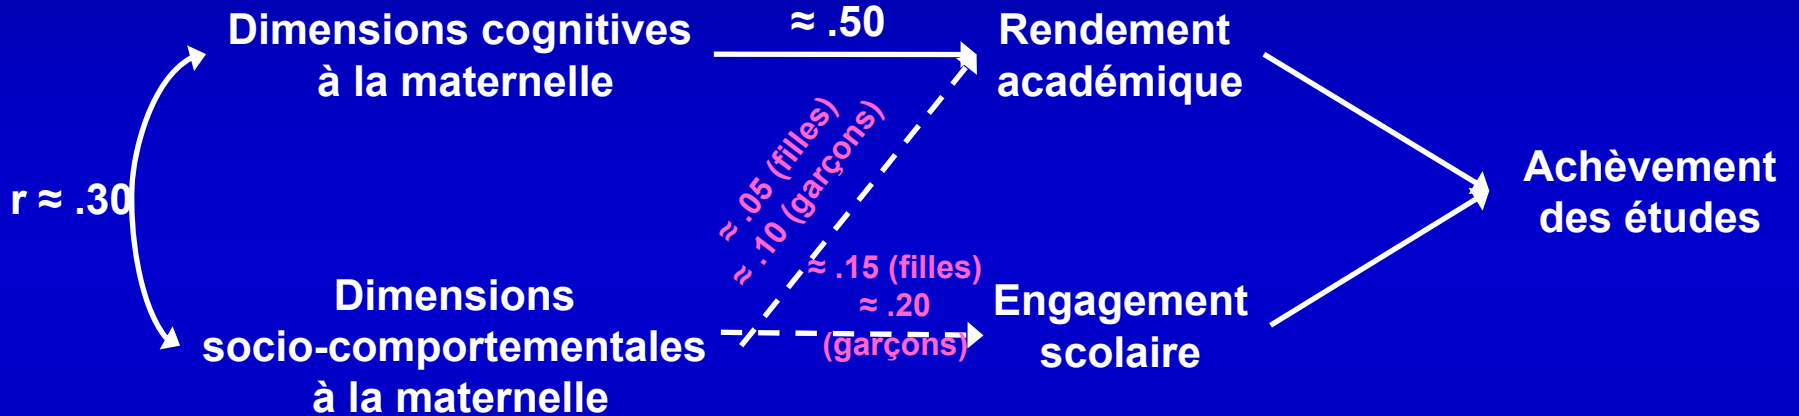 Dimensions cognitives
à la maternelle
≈ .50
Rendement
académique
r ≈ .30
≈ .05 (filles)
≈ .10 (garçons)
Achèvement
des études
Dimensions
socio-comportementales
à la maternelle
≈ .15 (filles)
≈ .20
(garçons)
Engagement
scolaire